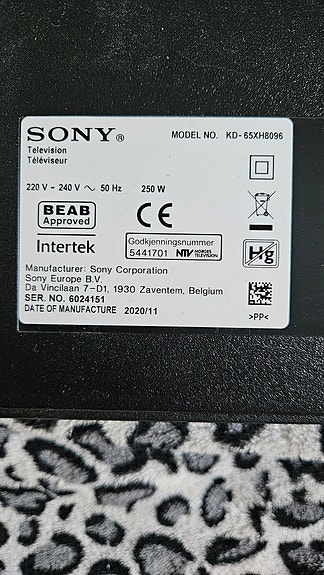 SONY®
MODEL NO. KD-65XH8096
Television
Téléviseur
220 V - 240 V ~ 50 Hz 250 W
BEAB
Approved
CE
Intertek
Godkjenningsnummer
5441701 NTV NORGES TELEVISION
Hg
Manufacturer: Sony Corporation
Sony Europe B.V.
Da Vincilaan 7-D1, 1930 Zaventem, Belgium
SER. NO. 6024151
DATE OF MANUFACTURE 2020/11
>PP<